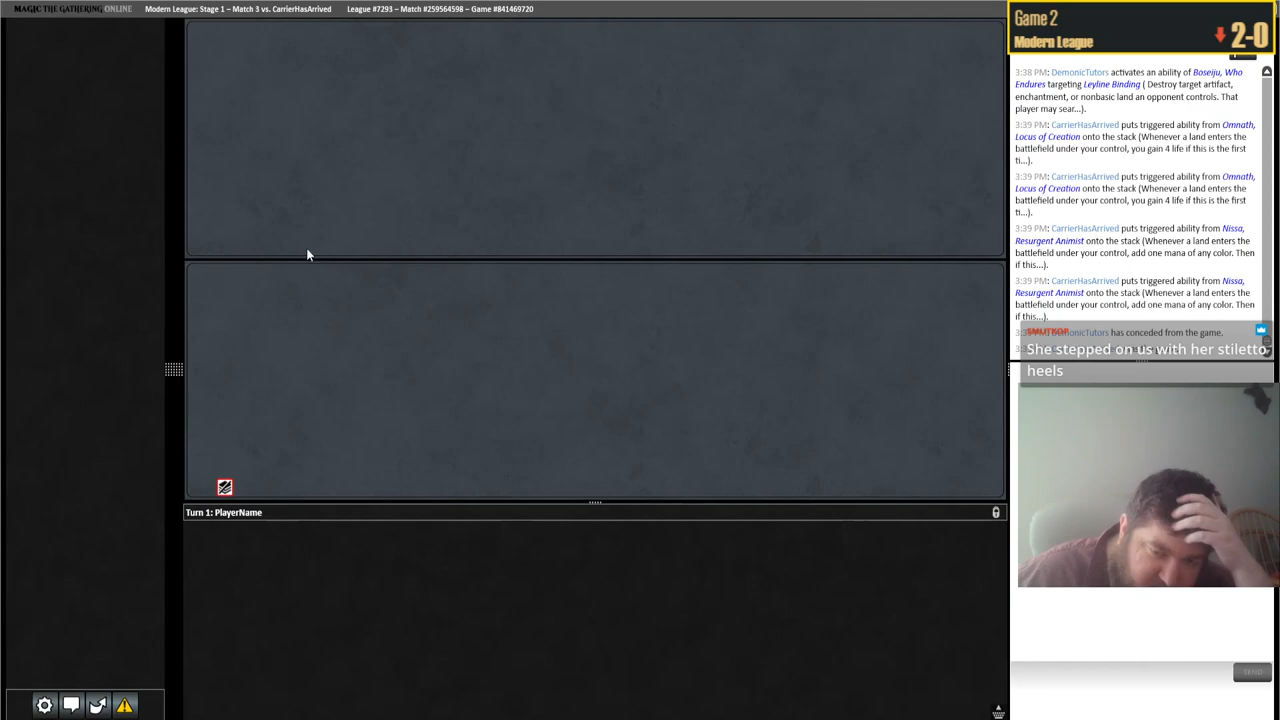 MAGIC THE GATHERING ONLINE Modern League: Stage 1 – Match 3 vs. CarrierHasArrived League #7293 – Match #259564598 – Game #841469720
Game 2
Modern League
2-0
3:38 PM: DemonicTutors activates an ability of Boseiju, Who
Endures targeting Leyline Binding ( Destroy target artifact,
enchantment, or nonbasic land an opponent controls. That
player may sear...).
3:39 PM: CarrierHasArrived puts triggered ability from Omnath,
Locus of Creation onto the stack (Whenever a land enters the
battlefield under your control, you gain 4 life if this is the first
ti...).
3:39 PM: CarrierHasArrived puts triggered ability from Omnath,
Locus of Creation onto the stack (Whenever a land enters the
battlefield under your control, you gain 4 life if this is the first
ti...).
3:39 PM: CarrierHasArrived puts triggered ability from Nissa,
Resurgent Animist onto the stack (Whenever a land enters the
battlefield under your control, add one mana of any color. Then
if this...).
3:39 PM: CarrierHasArrived puts triggered ability from Nissa,
Resurgent Animist onto the stack (Whenever a land enters the
battlefield under your control, add one mana of any color. Then
if this...).
DemonicTutors has conceded from the game.
She stepped on us with her stiletto
heels
Turn 1: PlayerName
SEND